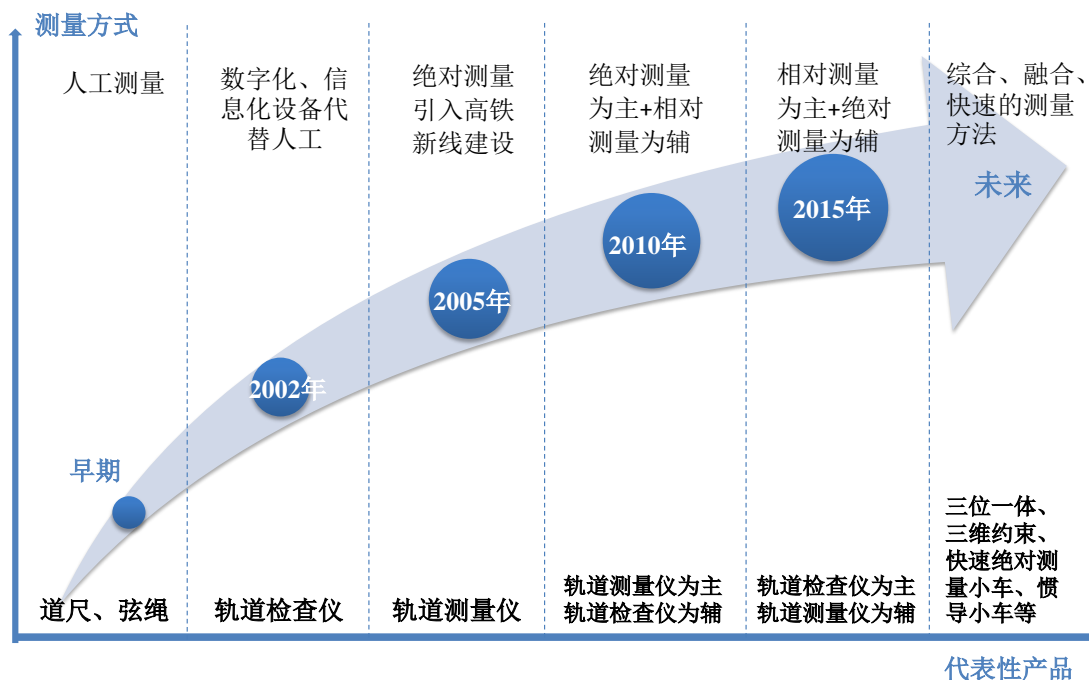 测量方式
人工测量
数字化、信
息化设备代
替人工
绝对测量
引入高铁
新线建设
绝对测量
为主+相对
测量为辅
相对测量
为主+绝对
测量为辅
综合、融合、
快速的测量
方法
未来
2015年
2010年
2005年
2002年
早期
道尺、弦绳
轨道检查仪
轨道测量仪
轨道测量仪为主
轨道检查仪为辅
轨道检查仪为主
轨道测量仪为辅
三位一体、
三维约束、
快速绝对测
量小车、惯
导小车等
代表性产品